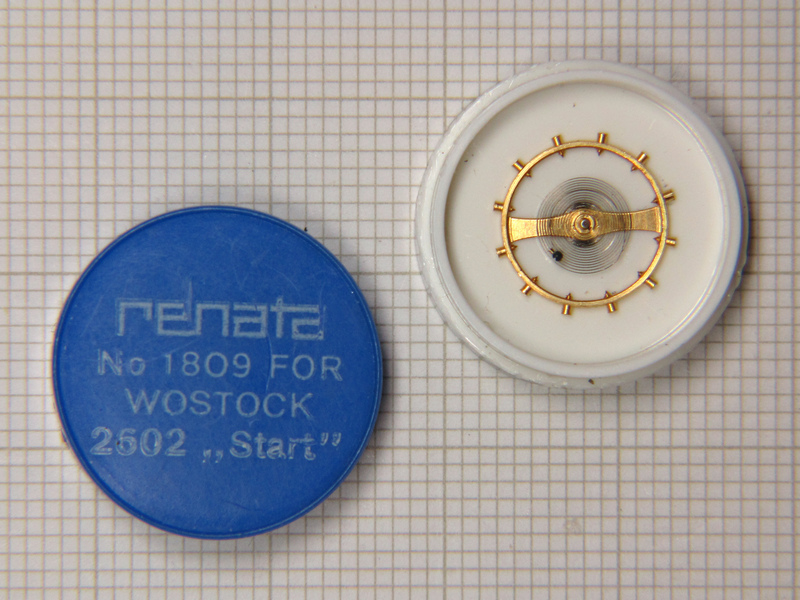 renata
No 1809 FOR
WOSTOCK
2602 „Start”